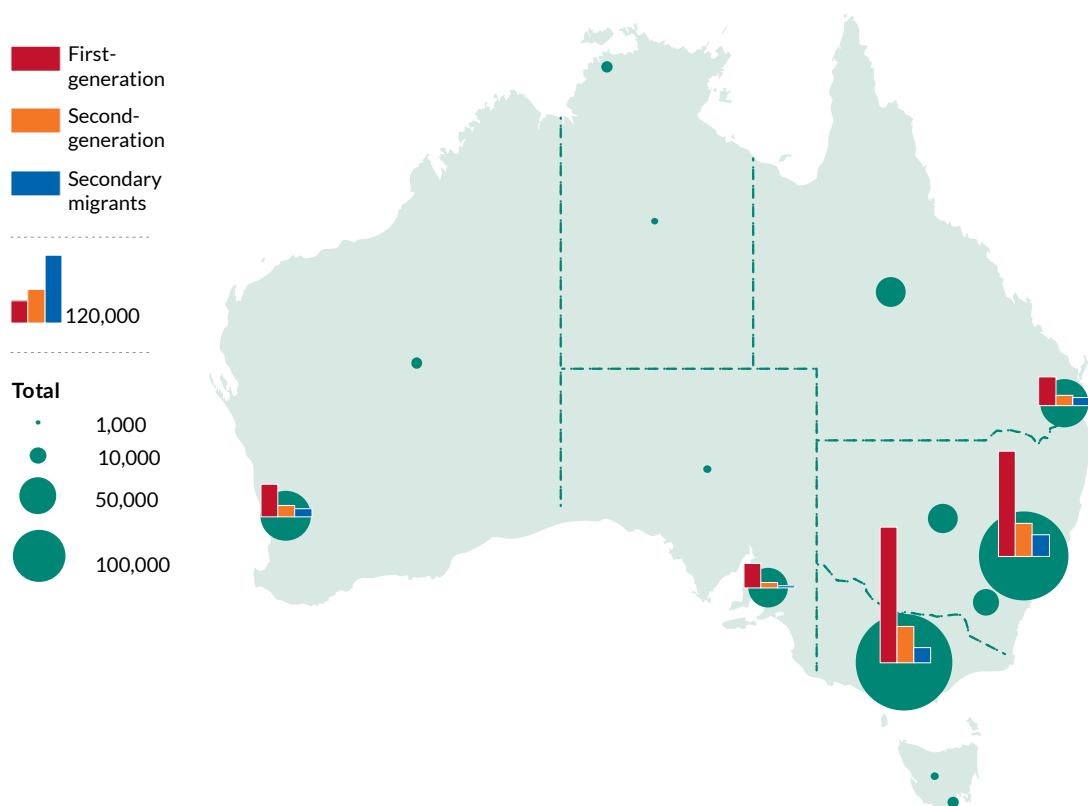 First-
generation
Second-
generation
Secondary
migrants
120,000
Total
1,000
10,000
50,000
100,000